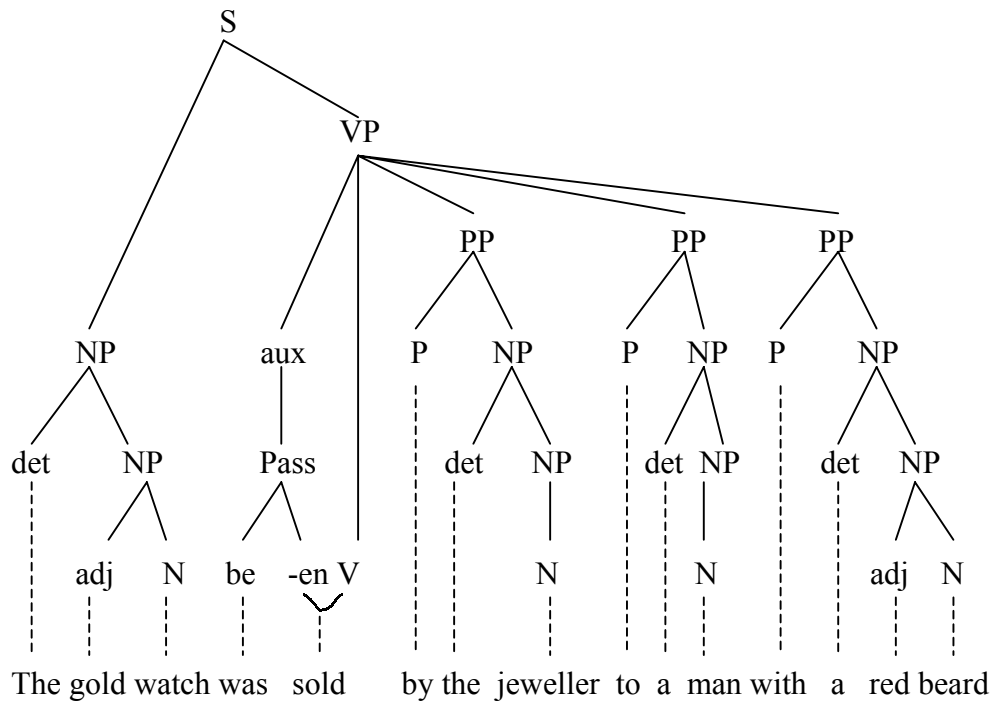 S
VP
PP PP PP
NP aux P NP P NP P NP
det NP Pass det NP det NP det NP
adj N be -en V N N adj N
The gold watch was sold by the jeweller to a man with a red beard